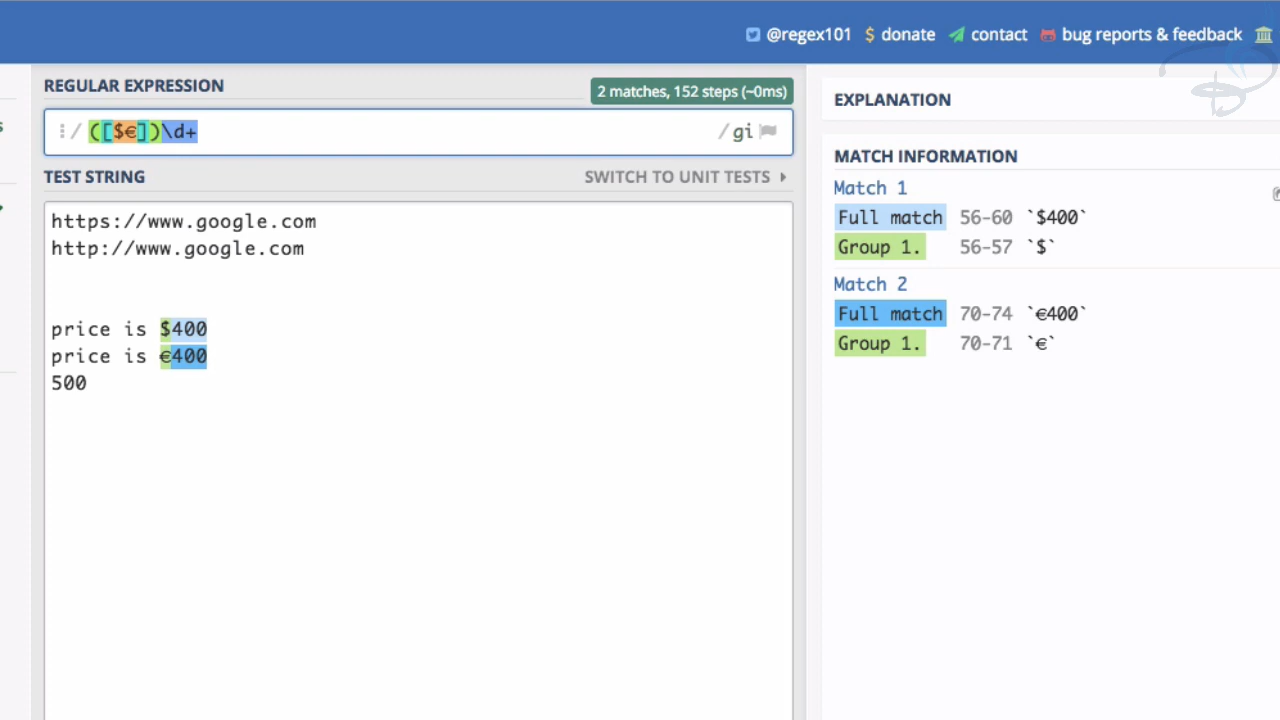 @regex101 $ donate contact bug reports & feedback
REGULAR EXPRESSION
2 matches, 152 steps (~0ms)
/ ([$€])\d+ / gi
TEST STRING
SWITCH TO UNIT TESTS
https://www.google.com
http://www.google.com
price is $400
price is €400
500
EXPLANATION
MATCH INFORMATION
Match 1
Full match 56-60 `$400`
Group 1. 56-57 `$`
Match 2
Full match 70-74 `€400`
Group 1. 70-71 `€`